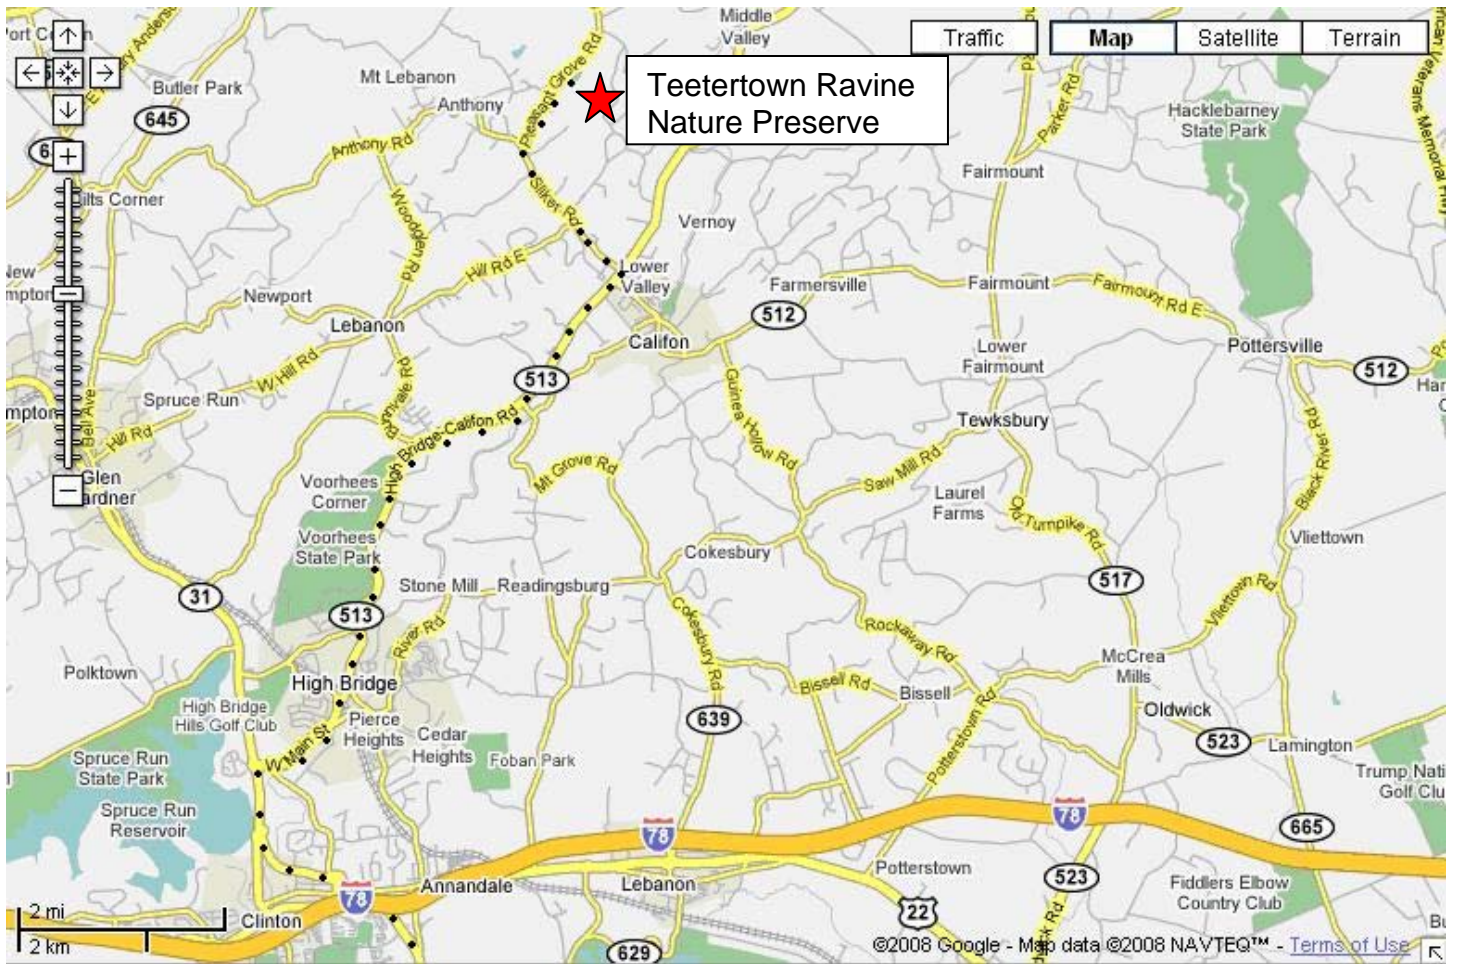 Middle
Valley
Traffic
Map
Satellite
Terrain
Mt Lebanon
Butler Park
Anthony
645
Pleasant Grove Rd
Teetertown Ravine
Nature Preserve
Parker Rd
Hacklebarney
State Park
Anthony Rd
Fairmount
Sliker Rd
Woodglen Rd
Vernoy
Hill Rd E
Lower
Valley
Newport
Lebanon
Farmersville
Fairmount
Fairmount Rd E
512
Califon
Lower
Fairmount
Pottersville
512
W Hill Rd
513
Spruce Run
Bunnvale Rd
Guinea Hollow Rd
Tewksbury
Bell Ave
Hill Rd
High Bridge-Califon Rd
Black River Rd
Glen
Voorhees
Corner
Mt Grove Rd
Saw Mill Rd
Laurel
Farms
Old Turnpike Rd
Voorhees
State Park
Cokesbury
Vliettown
31
Stone Mill
Readingsburg
517
513
River Rd
Cokesbury Rd
Rockaway Rd
Vliettown Rd
Polktown
High Bridge
McCrea
Mills
Bissell Rd
Bissell
High Bridge
Hills Golf Club
Pierce
Heights
Cedar
Heights
639
Potterstown Rd
Oldwick
523
Lamington
W Main St
Foban Park
Spruce Run
State Park
Spruce Run
Reservoir
78
78
665
Annandale
Lebanon
Potterstown
523
Fiddlers Elbow
Country Club
78
Clinton
22
2 mi
2 km
629
©2008 Google - Map data ©2008 NAVTEQ™ - Terms of Use